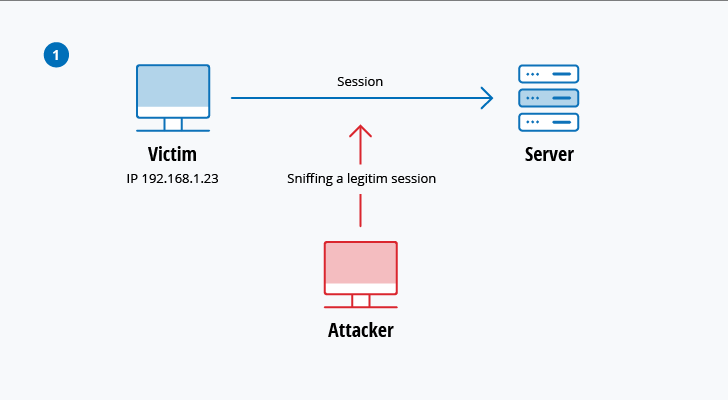 1
Session
Victim
Server
IP 192.168.1.23
Sniffing a legitim session
Attacker